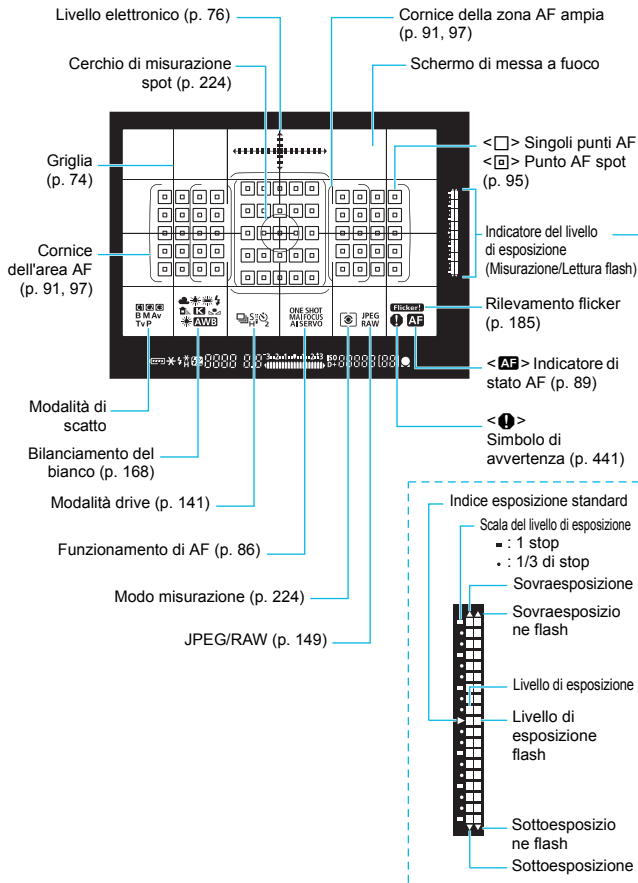 Livello elettronico (p. 76)
Cornice della zona AF ampia
(p. 91, 97)
Cerchio di misurazione
spot (p. 224)
Schermo di messa a fuoco
Griglia
(p. 74)
<□> Singoli punti AF
<▣> Punto AF spot
(p. 95)
Cornice
dell'area AF
(p. 91, 97)
Indicatore del livello
di esposizione
(Misurazione/Lettura flash)
B M Av
Tv P
K
AWB
S
H
2
ONE SHOT
MAI FOCUS
AI SERVO
JPEG
RAW
Flicker!
AF
Rilevamento flicker
(p. 185)
<AF> Indicatore di
stato AF (p. 89)
<!>
Simbolo di
avvertenza (p. 441)
Modalità di
scatto
Bilanciamento del
bianco (p. 168)
Modalità drive (p. 141)
Funzionamento di AF (p. 86)
Modo misurazione (p. 224)
JPEG/RAW (p. 149)
Indice esposizione standard
Scala del livello di esposizione
: 1 stop
: 1/3 di stop
Sovraesposizione
Sovraesposizio
ne flash
Livello di esposizione
Livello di
esposizione
flash
Sottoesposizio
ne flash
Sottoesposizione